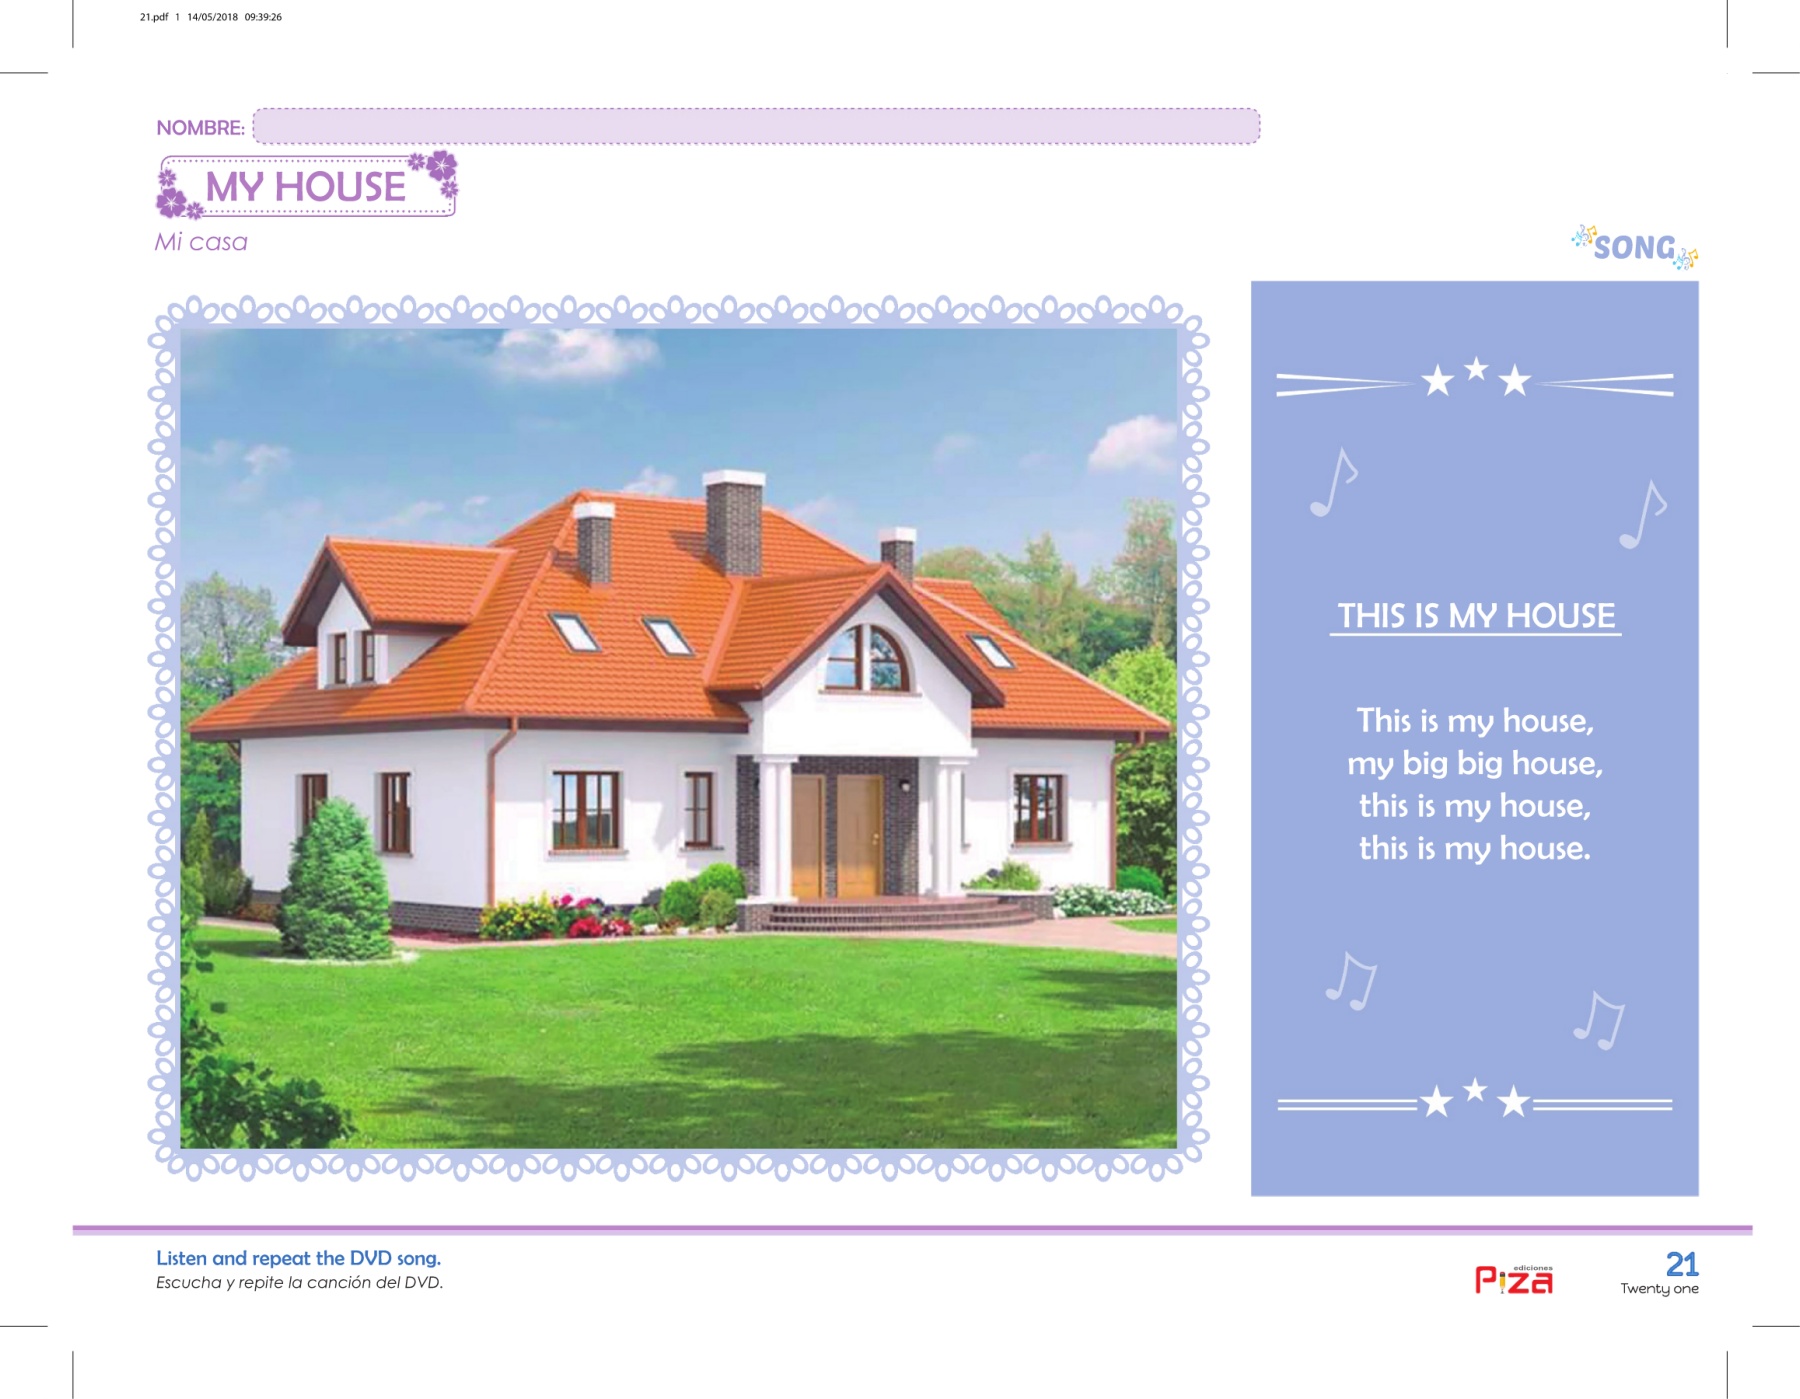 21.pdf 1 14/05/2018 09:39:26
NOMBRE:
MY HOUSE
Mi casa
SONG
THIS IS MY HOUSE
This is my house,
my big big house,
this is my house,
this is my house.
Listen and repeat the DVD song.
Escucha y repite la canción del DVD.
ediciones
Piza
21
Twenty one